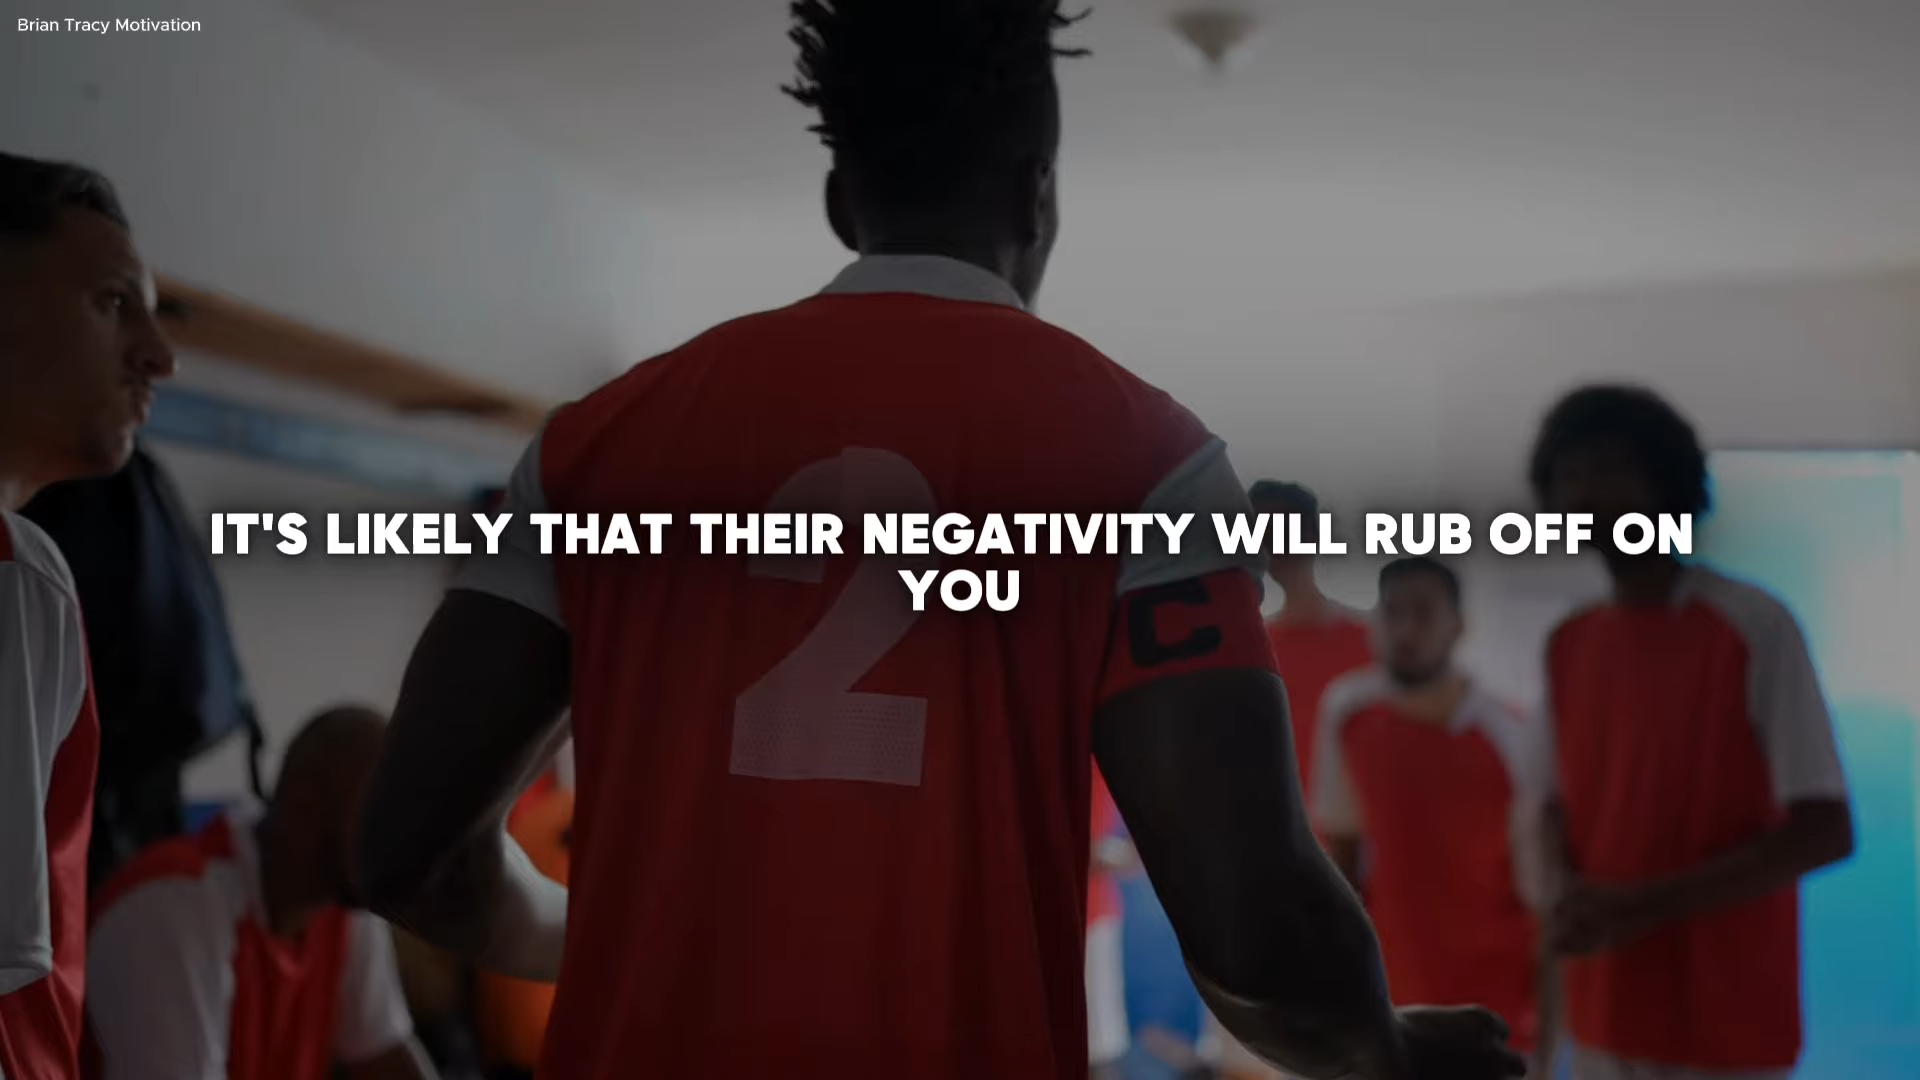 Brian Tracy Motivation
IT'S LIKELY THAT THEIR NEGATIVITY WILL RUB OFF ON
YOU
2
C